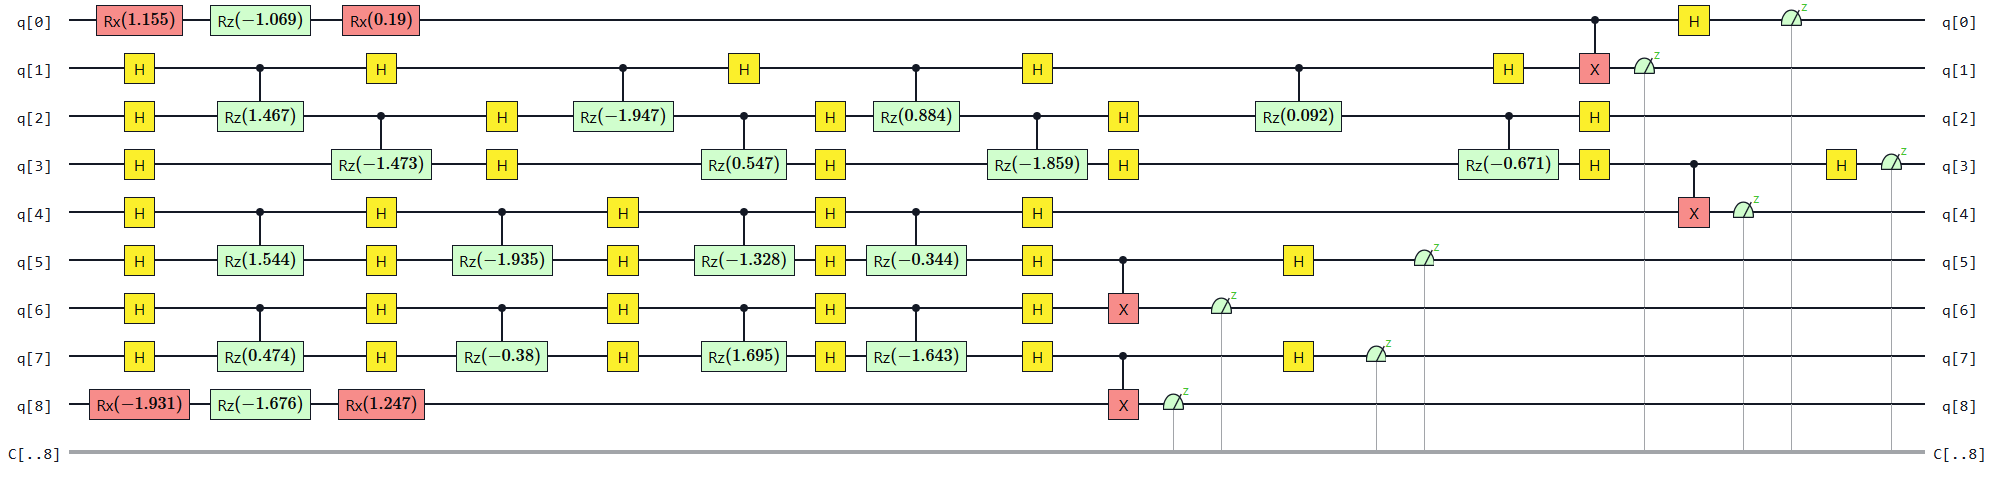 q[0] Rx(1.155) Rz(−1.069) Rx(0.19) H z q[0]
q[1] H H H H H X z q[1]
q[2] H Rz(1.467) H Rz(−1.947) H Rz(0.884) H Rz(0.092) H q[2]
q[3] H Rz(−1.473) H Rz(0.547) H Rz(−1.859) H Rz(−0.671) H H z q[3]
q[4] H H H H H X z q[4]
q[5] H Rz(1.544) H Rz(−1.935) H Rz(−1.328) H Rz(−0.344) H H z q[5]
q[6] H H H H H X z q[6]
q[7] H Rz(0.474) H Rz(−0.38) H Rz(1.695) H Rz(−1.643) H H z q[7]
q[8] Rx(−1.931) Rz(−1.676) Rx(1.247) X z q[8]
C[..8] C[..8]